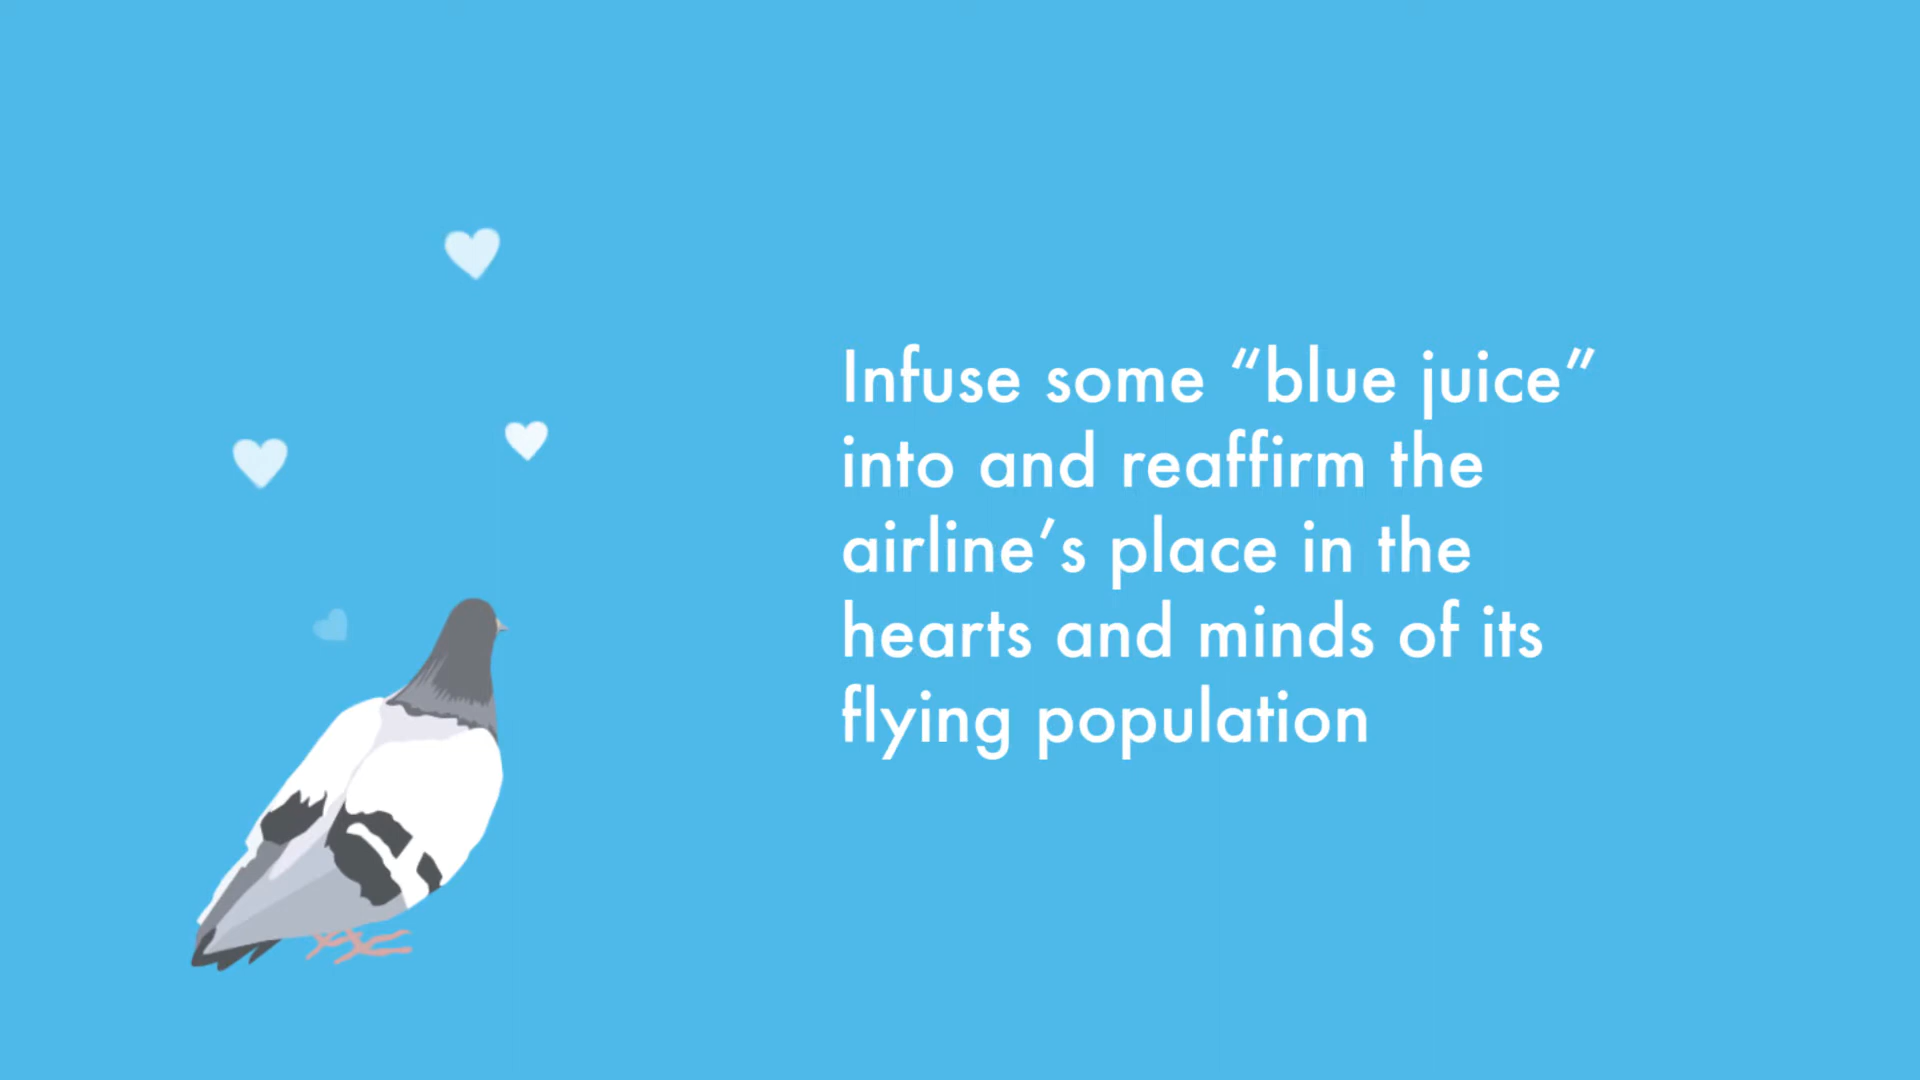 Infuse some “blue juice”
into and reaffirm the
airline’s place in the
hearts and minds of its
flying population